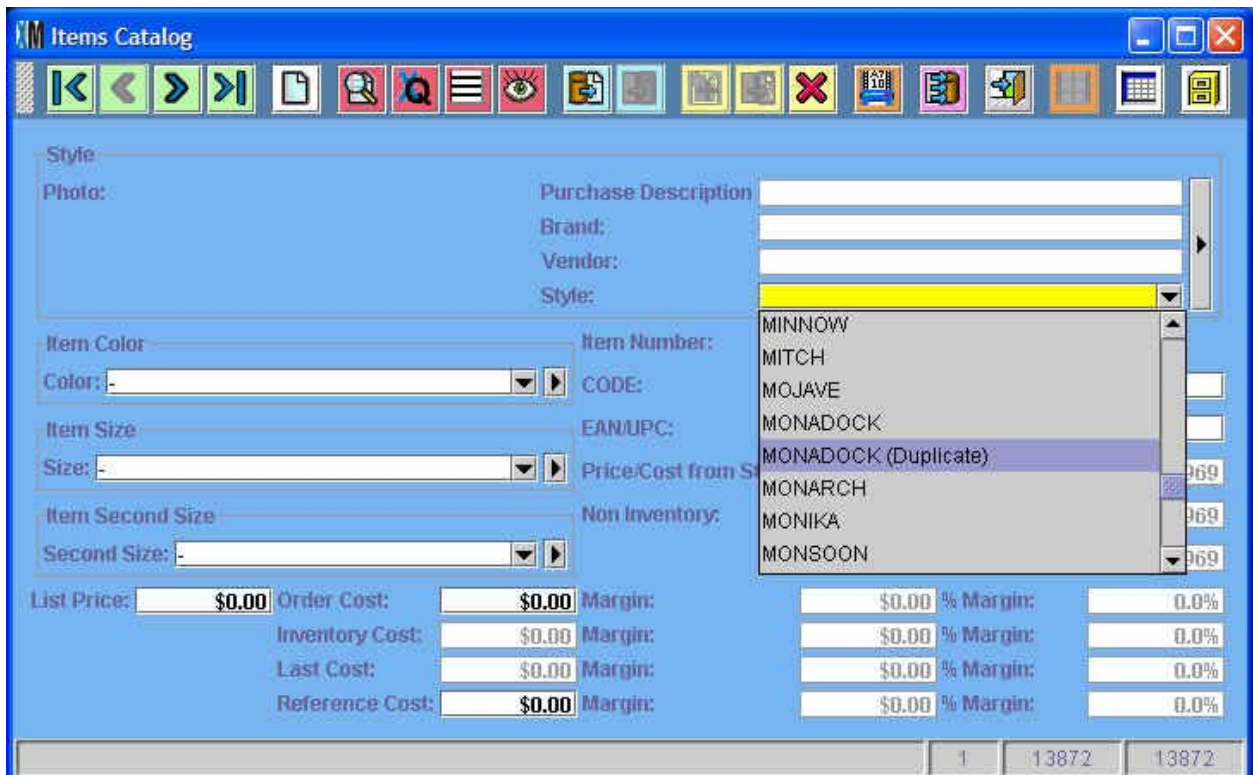 Items Catalog
Style
Photo:
Purchase Description
Brand:
Vendor:
Style:
MINNOW
MITCH
MOJAVE
MONADOCK
MONADOCK (Duplicate)
MONARCH
MONIKA
MONSOON
Item Color
Color: -
Item Size
Size: -
Item Second Size
Second Size: -
Item Number:
CODE:
EAN/UPC:
Price/Cost from St
969
Non Inventory:
969
969
List Price: $0.00 Order Cost: $0.00 Margin: $0.00 % Margin: 0.0%
Inventory Cost: $0.00 Margin: $0.00 % Margin: 0.0%
Last Cost: $0.00 Margin: $0.00 % Margin: 0.0%
Reference Cost: $0.00 Margin: $0.00 % Margin: 0.0%
1 13872 13872